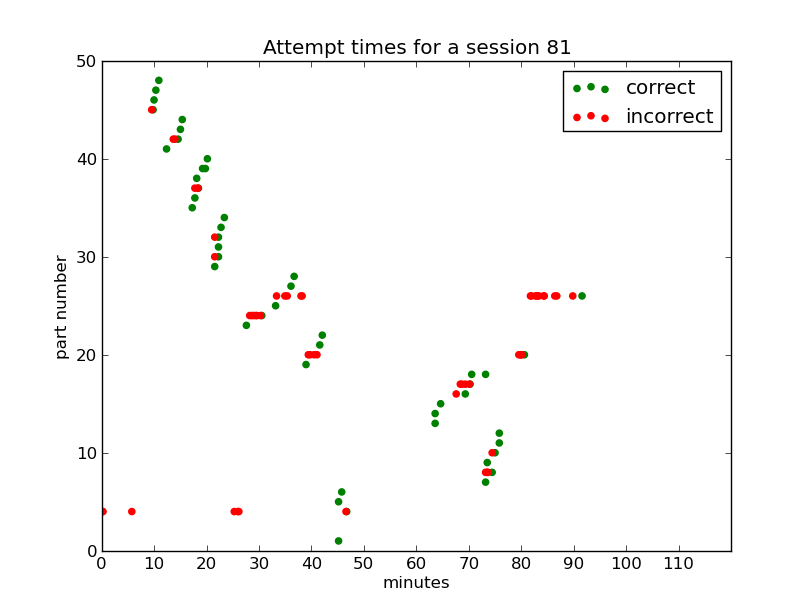 Attempt times for a session 81
correct
incorrect
50
40
30
20
10
0
part number
0 10 20 30 40 50 60 70 80 90 100 110
minutes